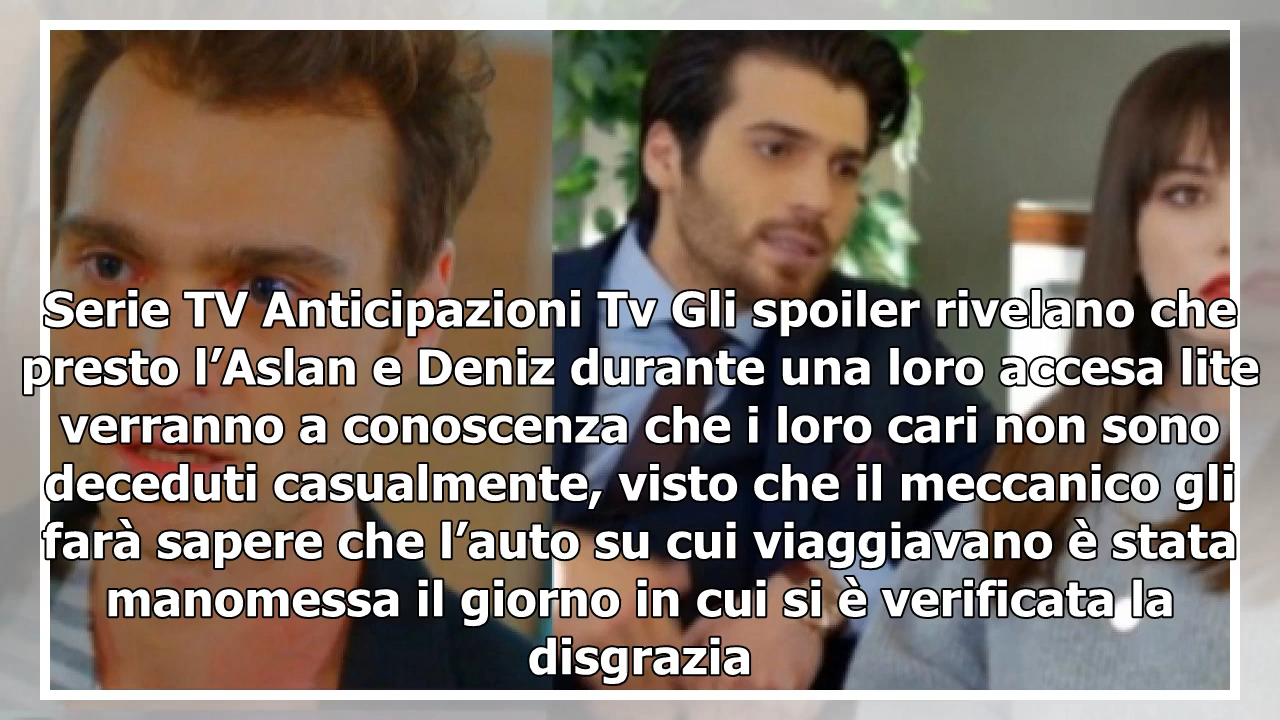 Serie TV Anticipazioni Tv Gli spoiler rivelano che
presto l’Aslan e Deniz durante una loro accesa lite
verranno a conoscenza che i loro cari non sono
deceduti casualmente, visto che il meccanico gli
farà sapere che l’auto su cui viaggiavano è stata
manomessa il giorno in cui si è verificata la
disgrazia